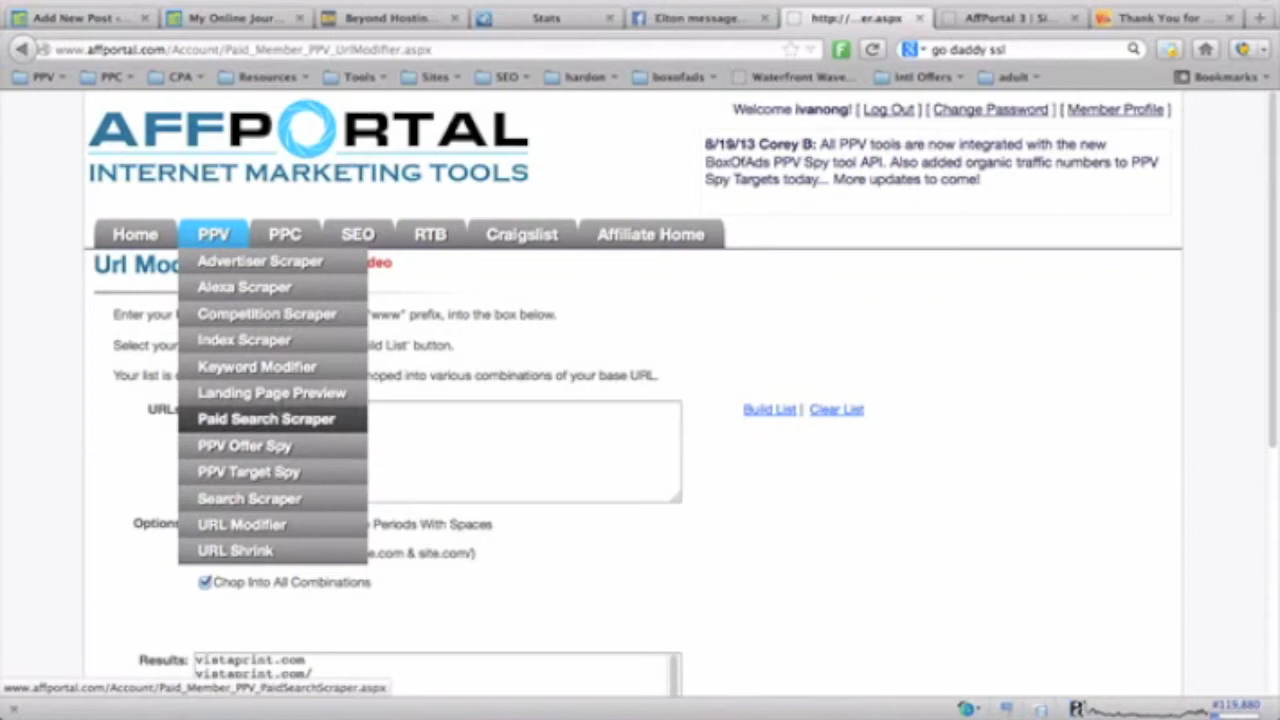 Add New Post ‹ ...
My Online Jour...
Beyond Hosting...
Stats
Elton message...
http://...er.aspx
AffPortal 3 | Si...
Thank You for ...
www.affportal.com/Account/Paid_Member_PPV_UrlModifier.aspx
go daddy ssl
PPV
PPC
CPA
Resources
Tools
Sites
SEO
hardon
boxofads
Waterfront Wave...
Intl Offers
adult
Bookmarks
AFFPORTAL
INTERNET MARKETING TOOLS
Welcome ivanong! [ Log Out ] [ Change Password ] [ Member Profile ]
8/19/13 Corey B: All PPV tools are now integrated with the new
BoxOfAds PPV Spy tool API. Also added organic traffic numbers to PPV
Spy Targets today... More updates to come!
Home
PPV
PPC
SEO
RTB
Craigslist
Affiliate Home
Url Mod
deo
Advertiser Scraper
Alexa Scraper
Competition Scraper
Index Scraper
Keyword Modifier
Landing Page Preview
Paid Search Scraper
PPV Offer Spy
PPV Target Spy
Search Scraper
URL Modifier
URL Shrink
Enter your
"www" prefix, into the box below.
Select your
ild List' button.
Your list is
hopped into various combinations of your base URL.
URLs
Build List | Clear List
Options
Periods With Spaces
e.com & site.com/)
Chop Into All Combinations
Results:
vistaprint.com
vistaprint.com/
www.affportal.com/Account/Paid_Member_PPV_PaidSearchScraper.aspx
#119,880